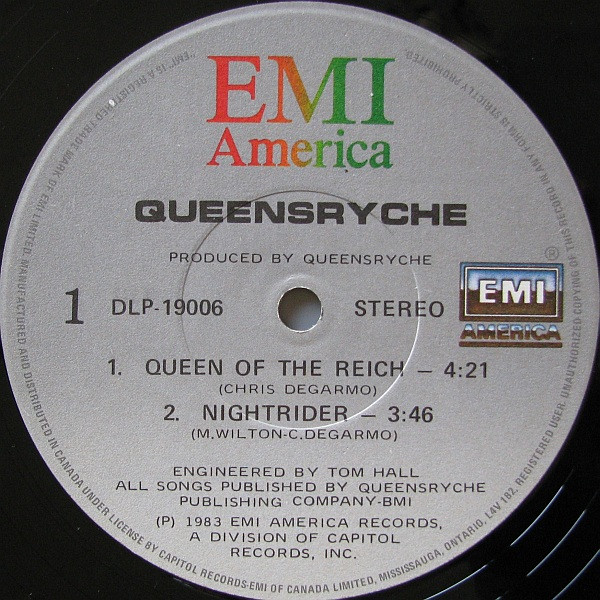 EMI
America
QUEENSRYCHE
PRODUCED BY QUEENSRYCHE
1 DLP-19006 STEREO
EMI
AMERICA
®
1. QUEEN OF THE REICH – 4:21
(CHRIS DEGARMO)
2. NIGHTRIDER – 3:46
(M.WILTON-C.DEGARMO)
ENGINEERED BY TOM HALL
ALL SONGS PUBLISHED BY QUEENSRYCHE
PUBLISHING COMPANY-BMI
(P) 1983 EMI AMERICA RECORDS,
A DIVISION OF CAPITOL
RECORDS, INC.
"EMI" IS A REGISTERED TRADE MARK OF EMI LIMITED. MANUFACTURED AND DISTRIBUTED IN CANADA UNDER LICENSE BY CAPITOL RECORDS-EMI OF CANADA LIMITED, MISSISSAUGA, ONTARIO, L4V 1S2. REGISTERED USER. UNAUTHORIZED COPYING OF THIS RECORD IN ANY FORM IS STRICTLY PROHIBITED.